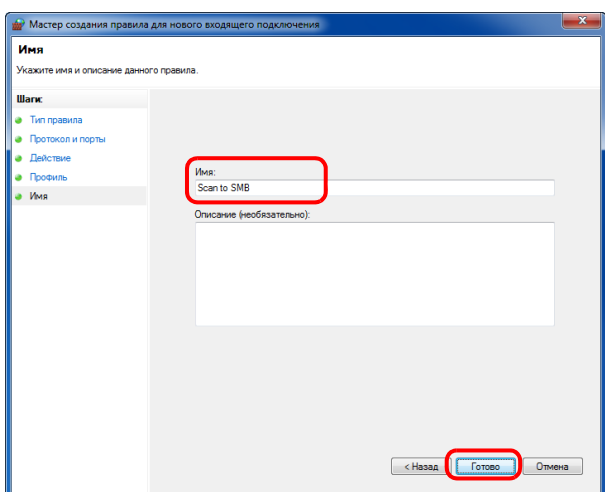 Мастер создания правила для нового входящего подключения
Имя
Укажите имя и описание данного правила.
Шаги:
Тип правила
Протокол и порты
Действие
Профиль
Имя
Имя:
Scan to SMB
Описание (необязательно):
< Назад
Готово
Отмена